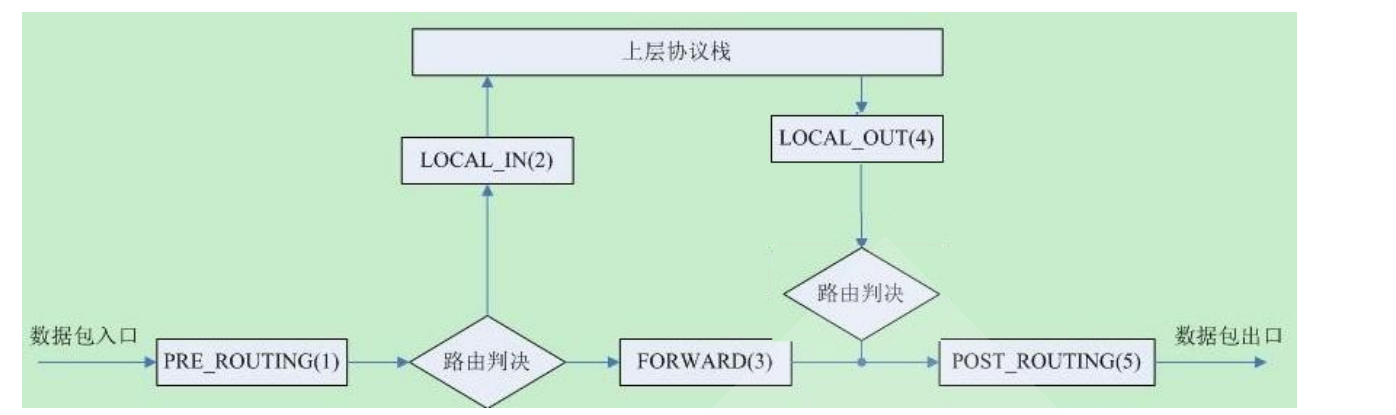 上层协议栈
LOCAL_IN(2)
LOCAL_OUT(4)
路由判决
数据包入口
PRE_ROUTING(1)
路由判决
FORWARD(3)
POST_ROUTING(5)
数据包出口